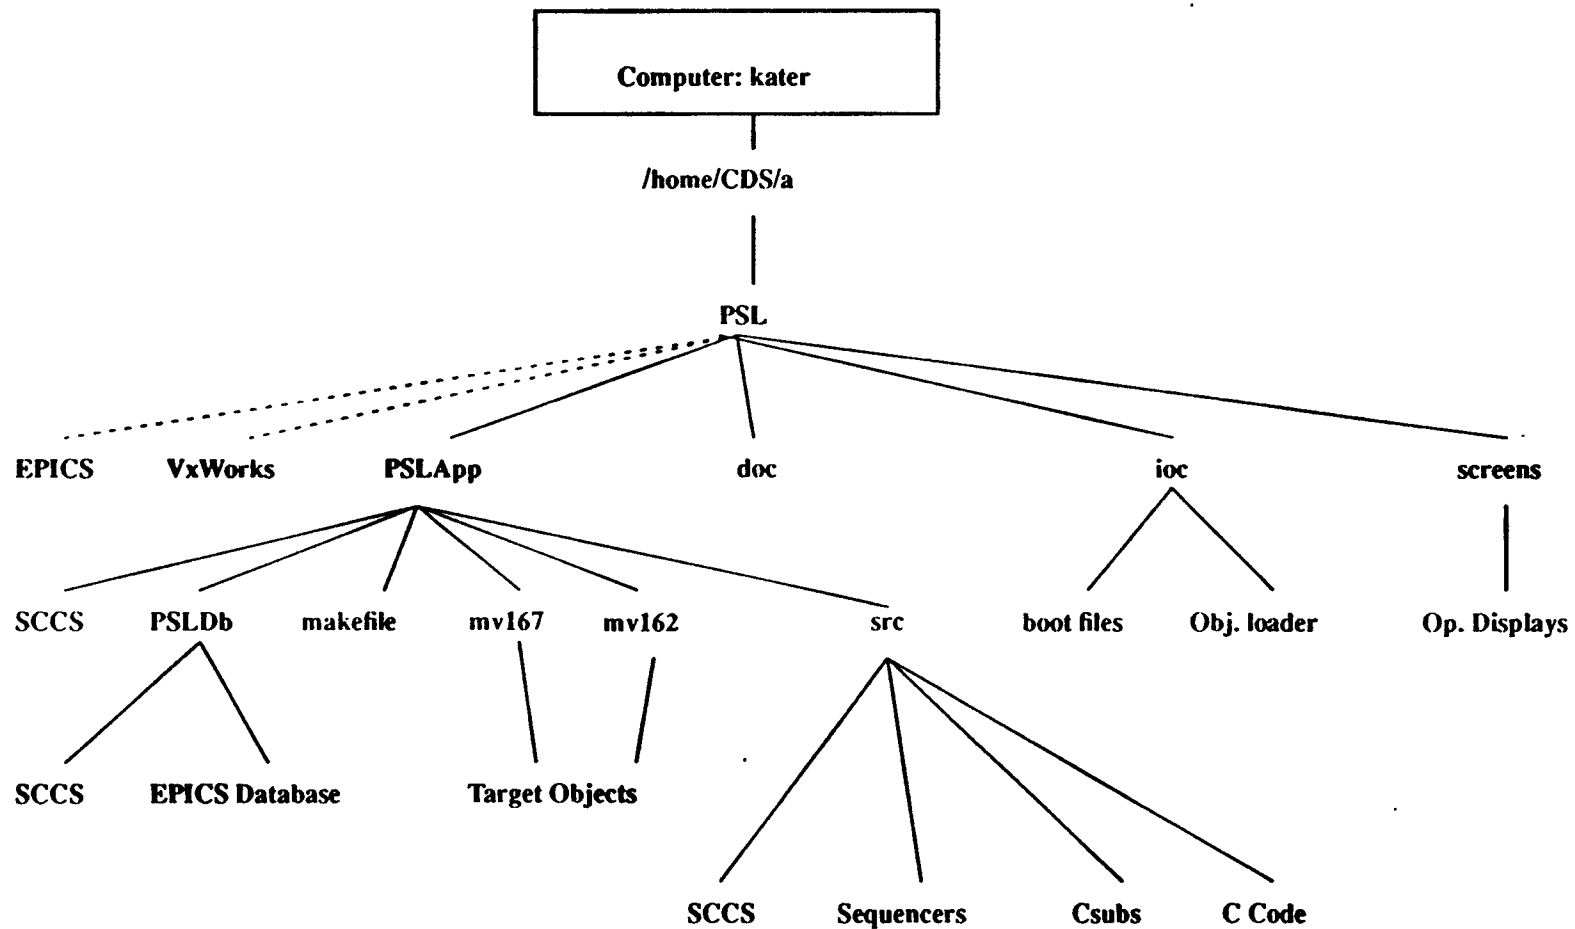 Computer: kater
/home/CDS/a
PSL
EPICS VxWorks PSLApp doc ioc screens
SCCS PSLDb makefile mv167 mv162 src boot files Obj. loader Op. Displays
SCCS EPICS Database Target Objects
SCCS Sequencers Csubs C Code